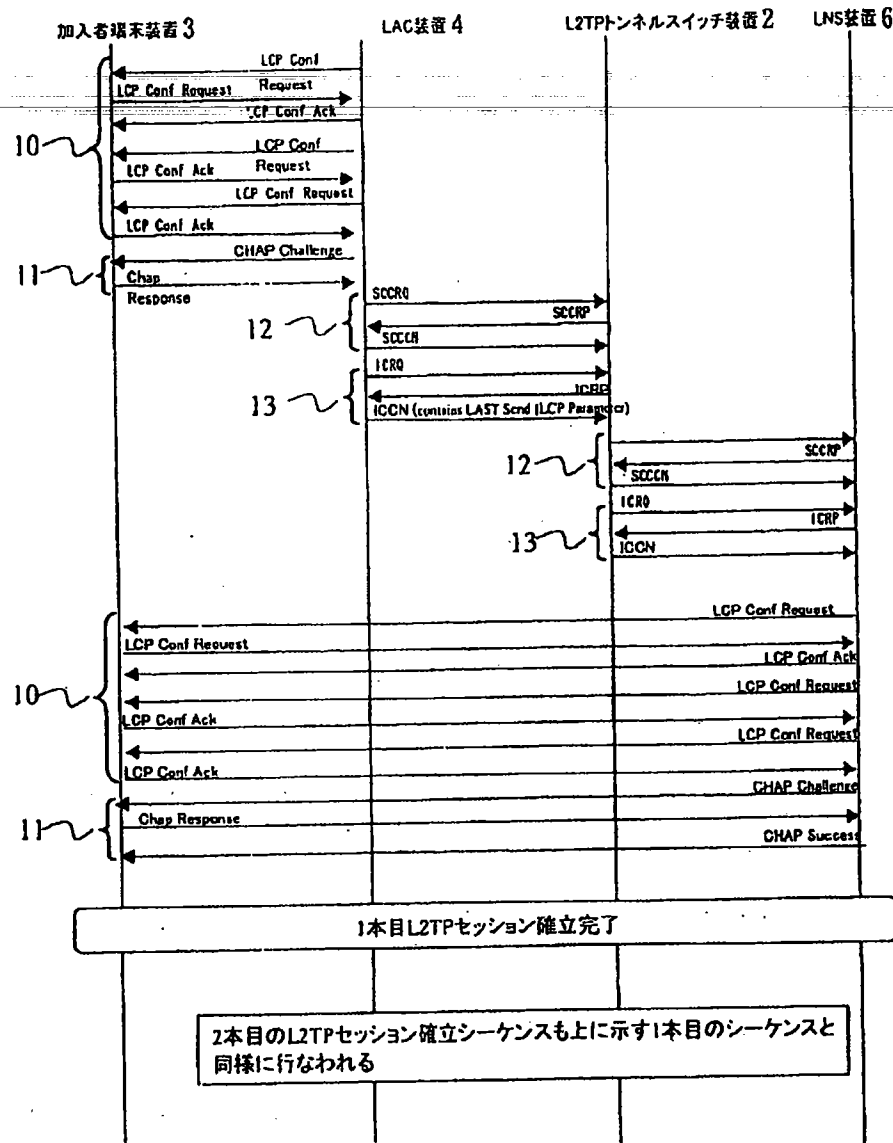 加入者端末装置3
LAC装置4
L2TPトンネルスイッチ装置2
LNS装置6
LCP Conf
Request
LCP Conf Request
LCP Conf Ack
10
LCP Conf
Request
LCP Conf Ack
LCP Conf Request
LCP Conf Ack
CHAP Challenge
11
Chap
Response
SCCRQ
12
SCCRP
SCCCN
ICRQ
13
ICRP
ICCN (contains LAST Send LCP Parameter)
12
SCCRP
SCCCN
ICRQ
13
ICRP
ICCN
LCP Conf Request
LCP Conf Request
LCP Conf Ack
10
LCP Conf Request
LCP Conf Ack
LCP Conf Request
LCP Conf Ack
CHAP Challenge
11
Chap Response
CHAP Success
1本目L2TPセッション確立完了
2本目のL2TPセッション確立シーケンスも上に示す1本目のシーケンスと
同様に行なわれる